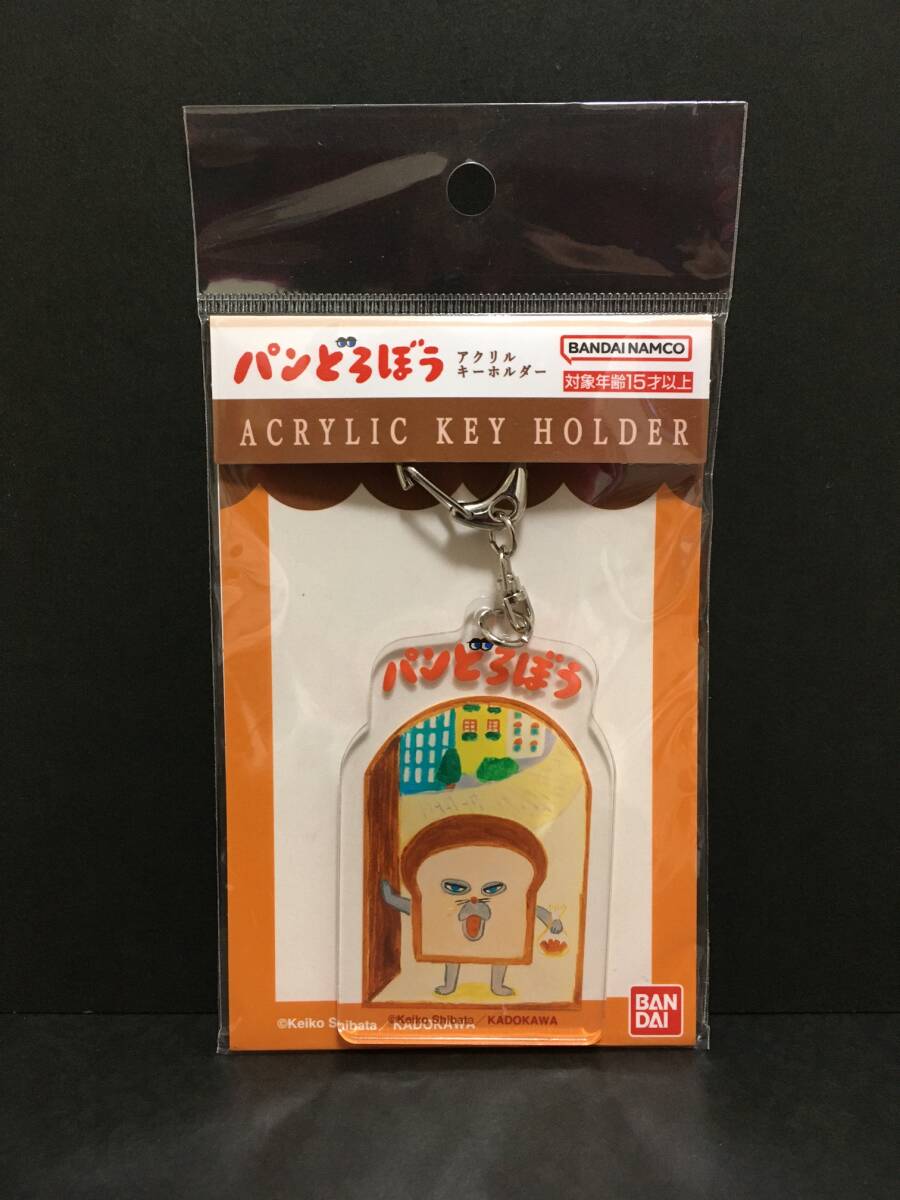 パンどろぼう
アクリル
キーホルダー
BANDAI NAMCO
対象年齢15才以上
ACRYLIC KEY HOLDER
パンどろぼう
©Keiko Shibata／KADOKAWA
©Keiko Shibata／KADOKAWA
BAN
DAI